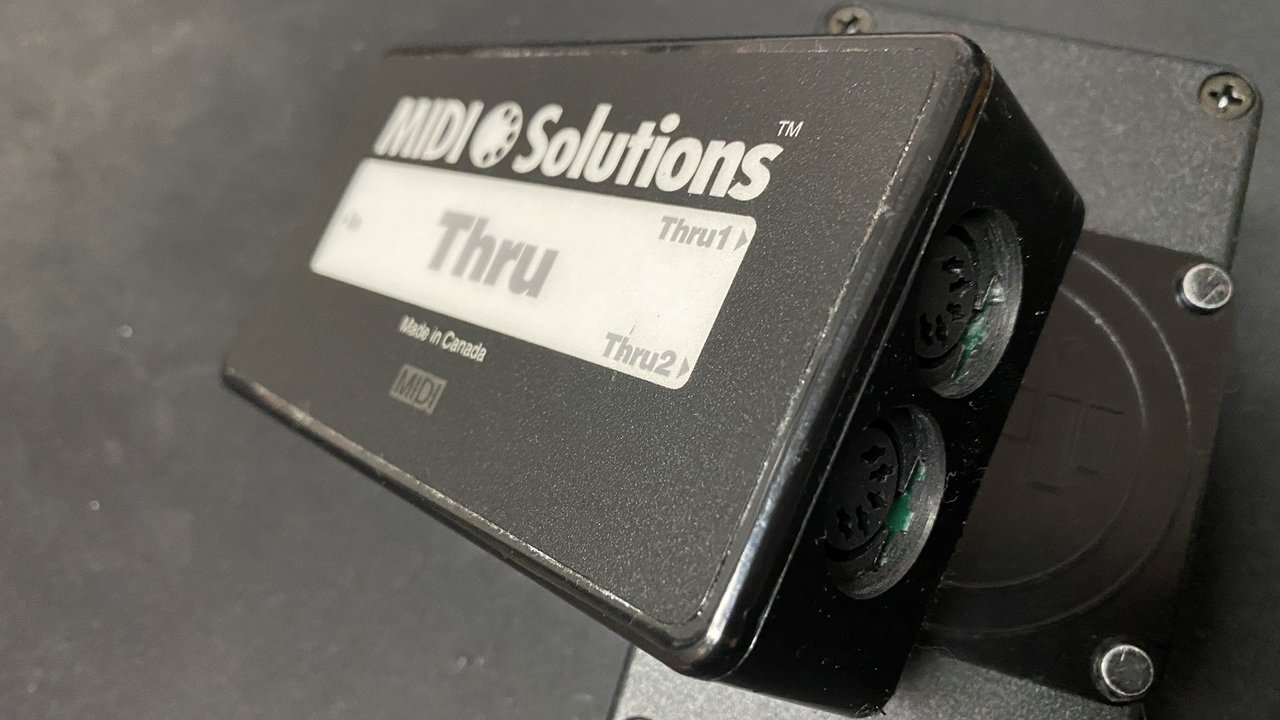 MIDI Solutions™
Thru1
Thru
Thru2
Made in Canada
MIDI